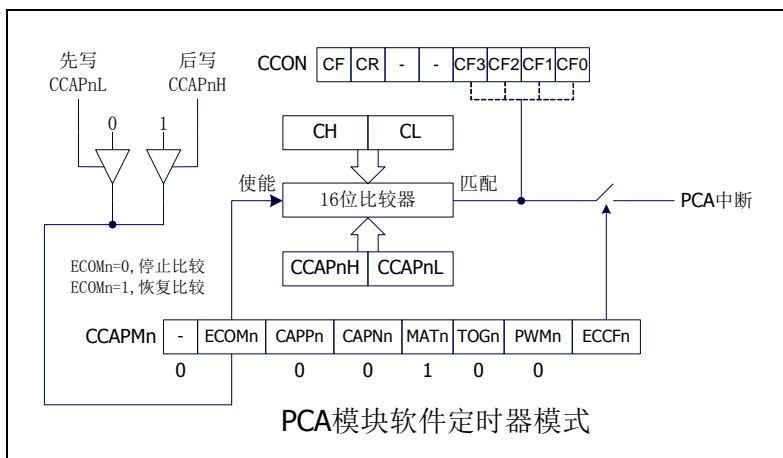 先写
CCAPnL
后写
CCAPnH
CCON CF CR - - CF3 CF2 CF1 CF0
0 1
CH CL
使能
16位比较器
匹配
PCA中断
CCAPnH CCAPnL
ECOMn=0,停止比较
ECOMn=1,恢复比较
CCAPMn - ECOMn CAPPn CAPNn MATn TOGn PWMn ECCFn
0 0 0 1 0 0
PCA模块软件定时器模式